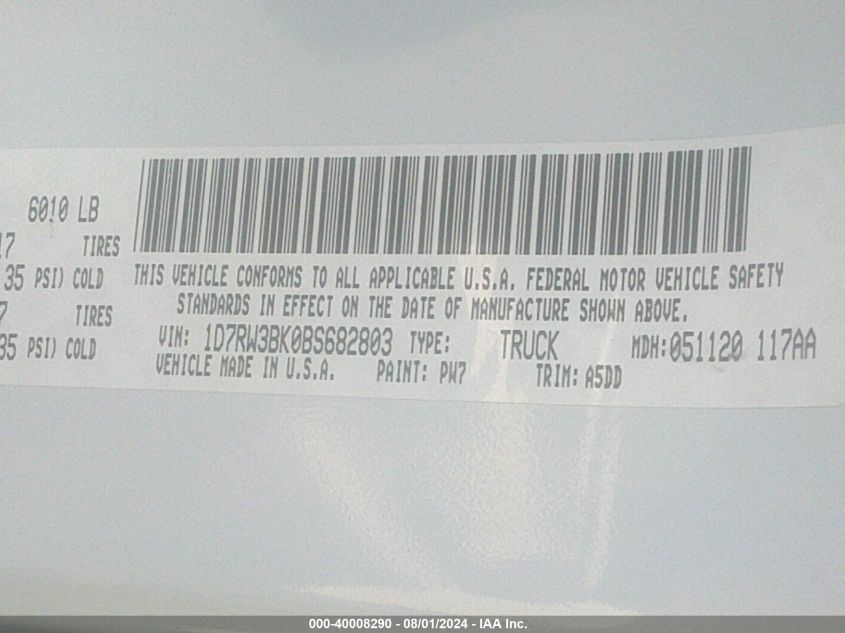 6010 LB
17 TIRES
35 PSI) COLD
7 TIRES
35 PSI) COLD
THIS VEHICLE CONFORMS TO ALL APPLICABLE U.S.A. FEDERAL MOTOR VEHICLE SAFETY
STANDARDS IN EFFECT ON THE DATE OF MANUFACTURE SHOWN ABOVE.
VIN: 1D7RW3BK0BS682803 TYPE: TRUCK MDH: 051120 117AA
VEHICLE MADE IN U.S.A. PAINT: PW7 TRIM: A5DD
000-40008290 - 08/01/2024 - IAA Inc.